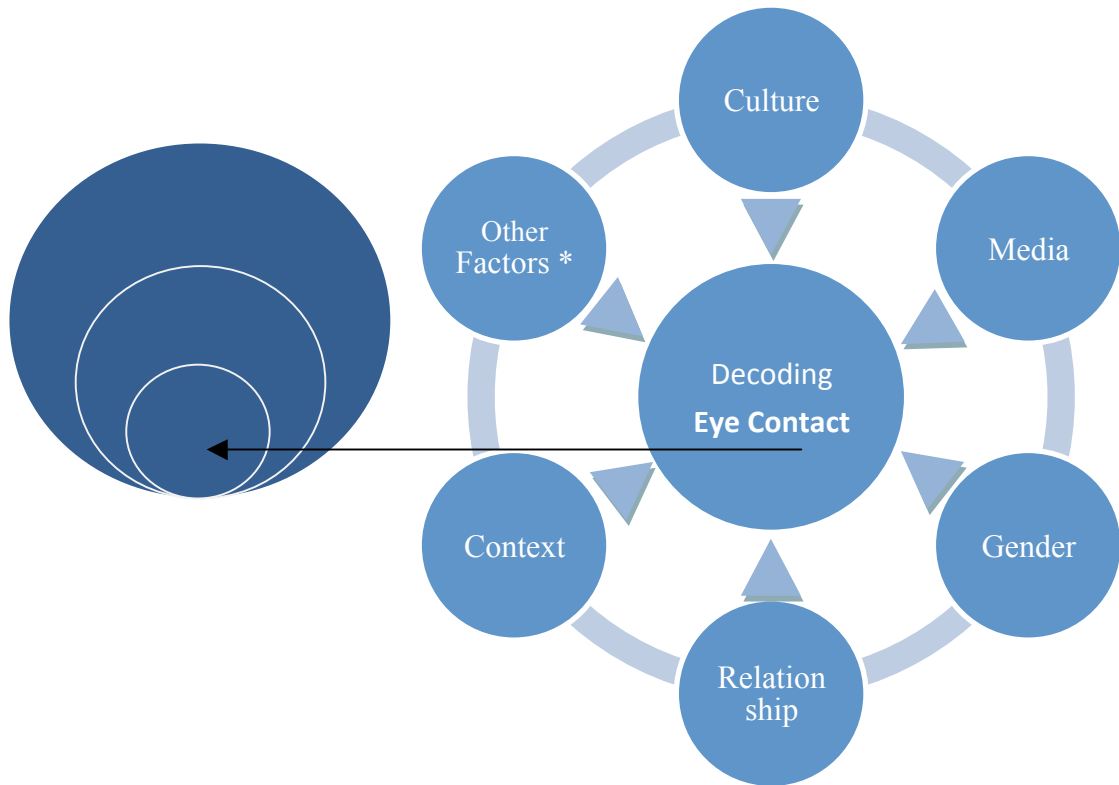 Culture
Media
Gender
Relation
ship
Context
Other
Factors *
Decoding
Eye Contact